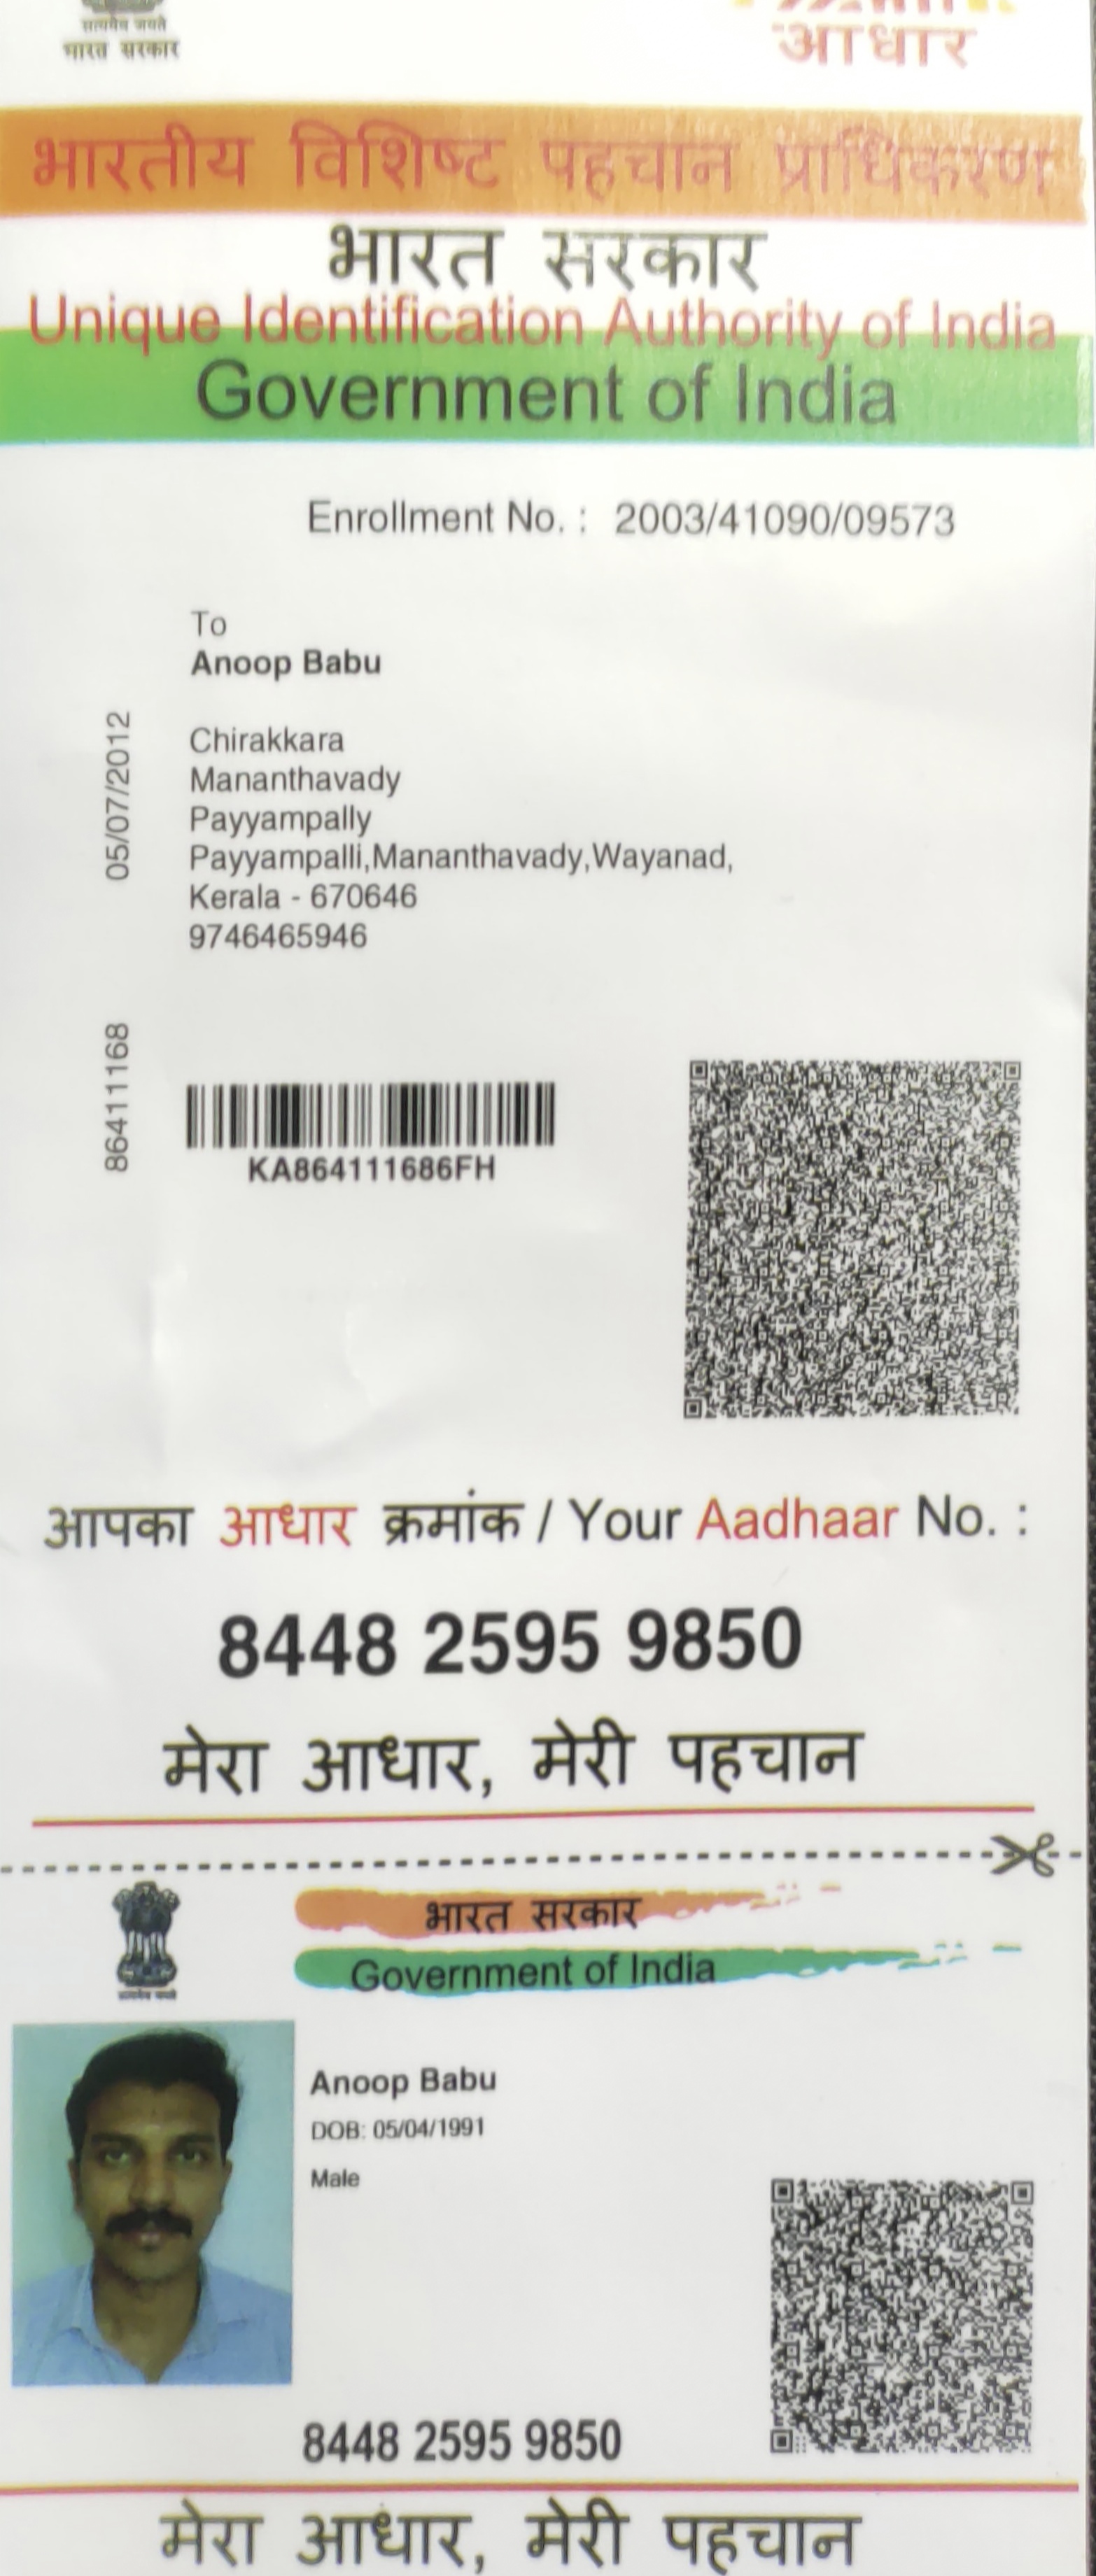 सत्यमेव जयते
भारत सरकार
आधार
भारतीय विशिष्ट पहचान प्राधिकरण
भारत सरकार
Unique Identification Authority of India
Government of India
Enrollment No. : 2003/41090/09573
To
Anoop Babu
Chirakkara
Mananthavady
Payyampally
Payyampalli,Mananthavady,Wayanad,
Kerala - 670646
9746465946
05/07/2012
86411168
KA864111686FH
आपका आधार क्रमांक / Your Aadhaar No. :
8448 2595 9850
मेरा आधार, मेरी पहचान
भारत सरकार
Government of India
सत्यमेव जयते
Anoop Babu
DOB: 05/04/1991
Male
8448 2595 9850
मेरा आधार, मेरी पहचान